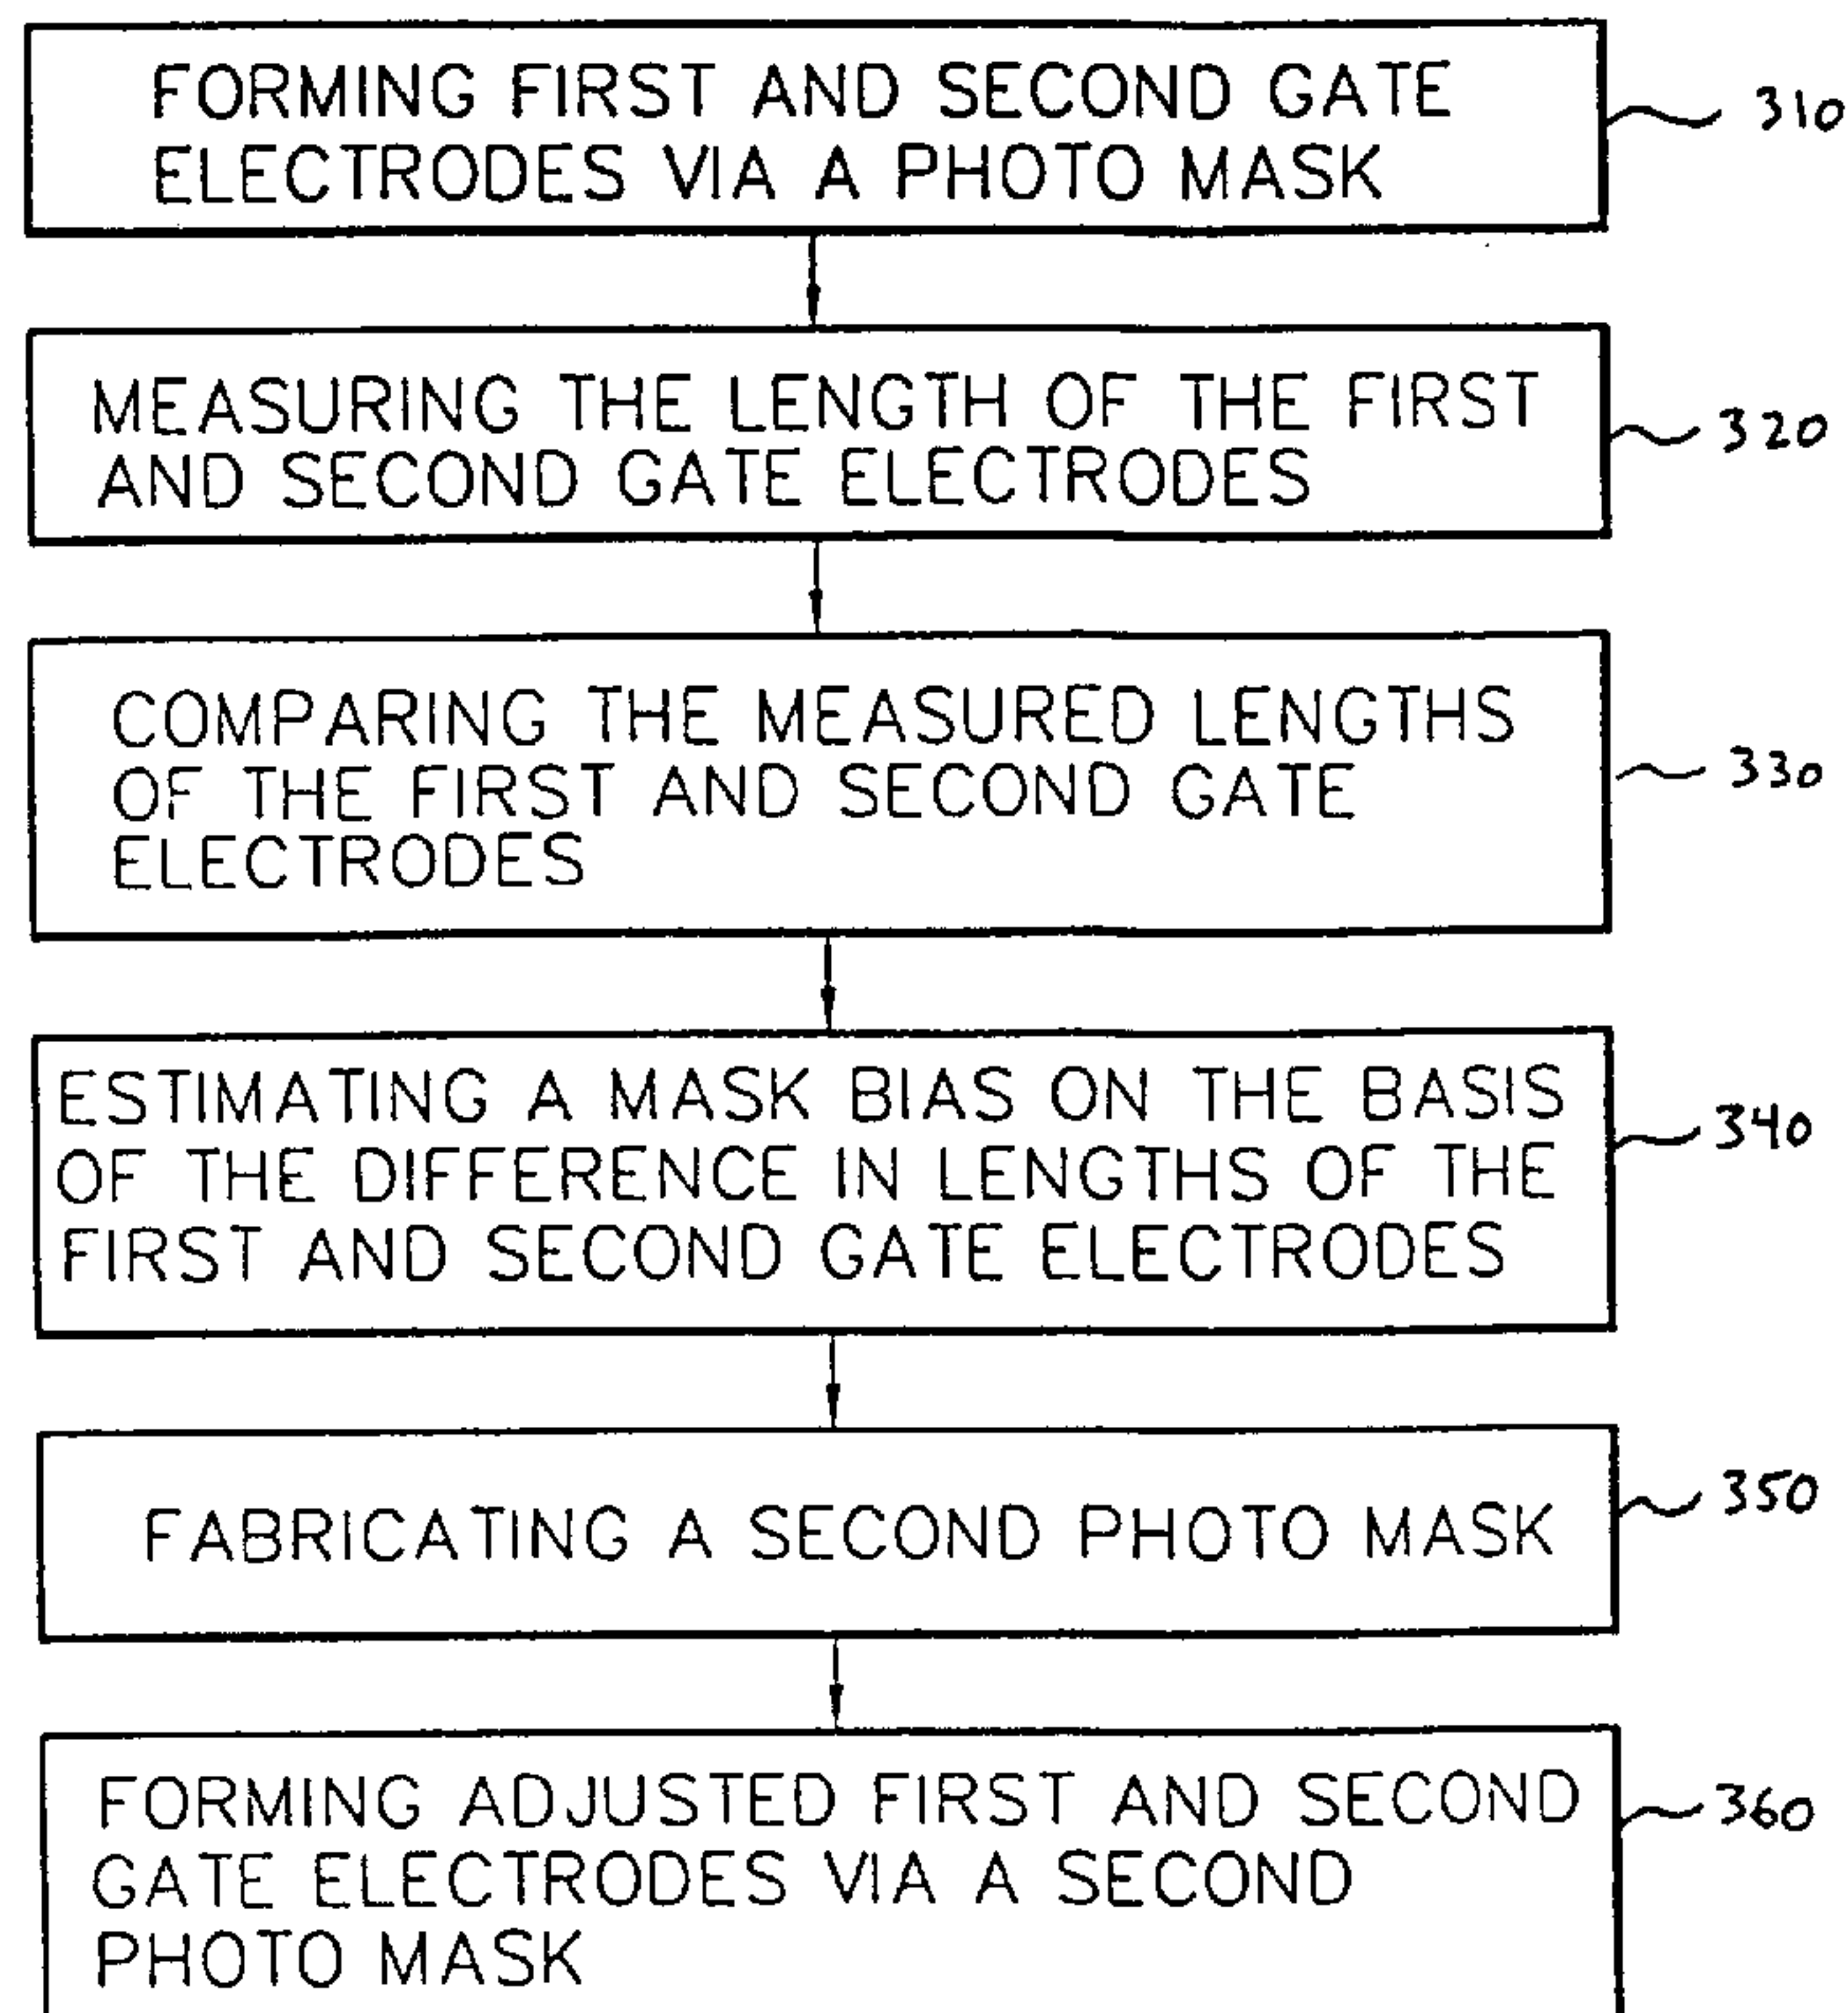 FORMING FIRST AND SECOND GATE
ELECTRODES VIA A PHOTO MASK
310
MEASURING THE LENGTH OF THE FIRST
AND SECOND GATE ELECTRODES
320
COMPARING THE MEASURED LENGTHS
OF THE FIRST AND SECOND GATE
ELECTRODES
330
ESTIMATING A MASK BIAS ON THE BASIS
OF THE DIFFERENCE IN LENGTHS OF THE
FIRST AND SECOND GATE ELECTRODES
340
FABRICATING A SECOND PHOTO MASK
350
FORMING ADJUSTED FIRST AND SECOND
GATE ELECTRODES VIA A SECOND
PHOTO MASK
360